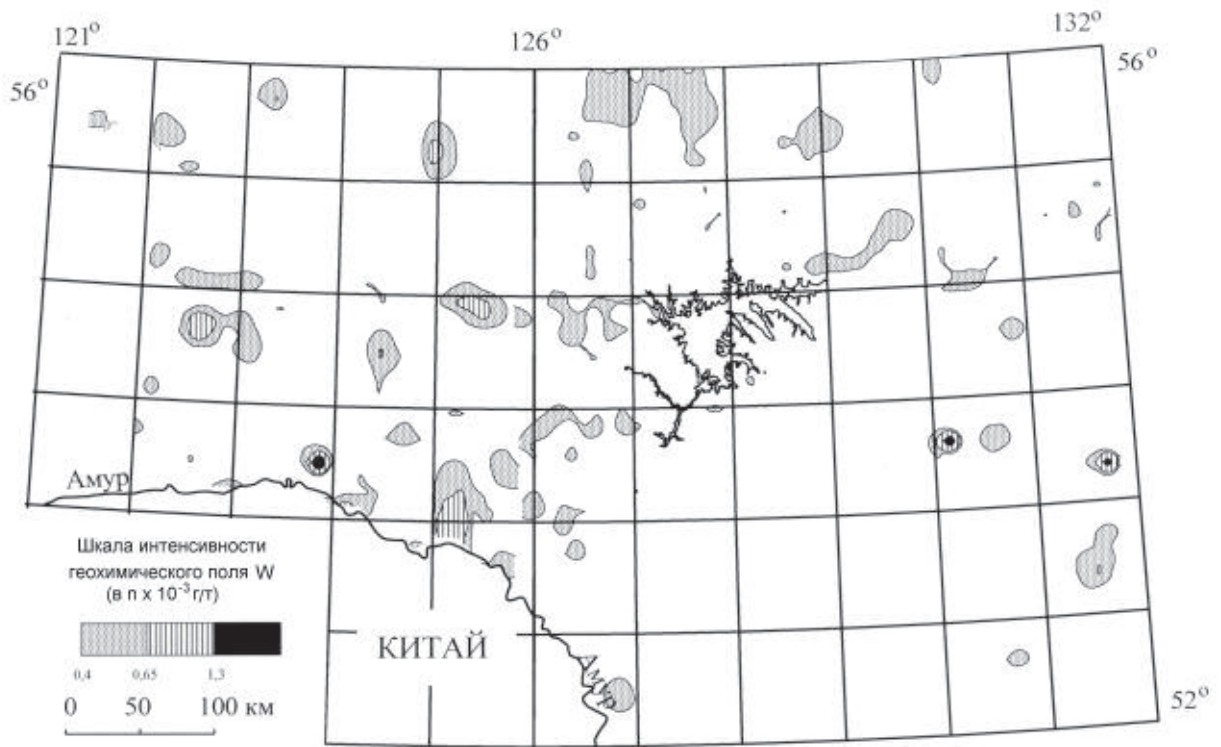 121°
126°
132°
56°
56°
Амур
Шкала интенсивности
геохимического поля W
(в n x 10⁻³ г/т)
0,4 0,65 1,3
0 50 100 км
КИТАЙ
Амур
52°